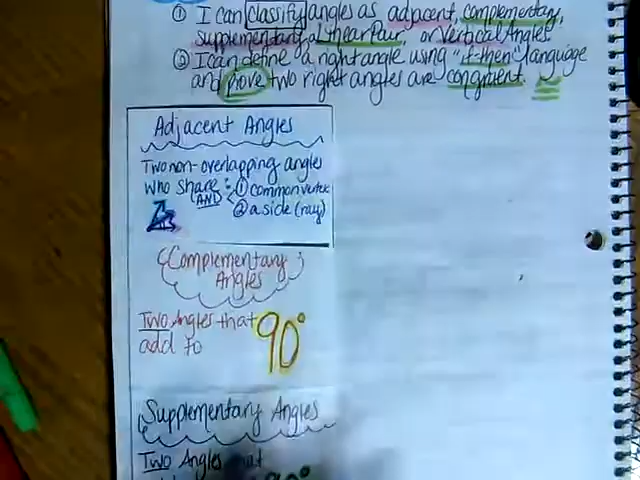 ① I can classify angles as adjacent, complementary,
supplementary, a linear pair, or vertical angles
② I can define a right angle using "if-then" language
and prove two right angles are congruent.
Adjacent Angles
Two non-overlapping angles
who share: ① common vertex
AND ② a side (ray)
Complementary
Angles
Two Angles that
add to 90°
Supplementary Angles
Two Angles that